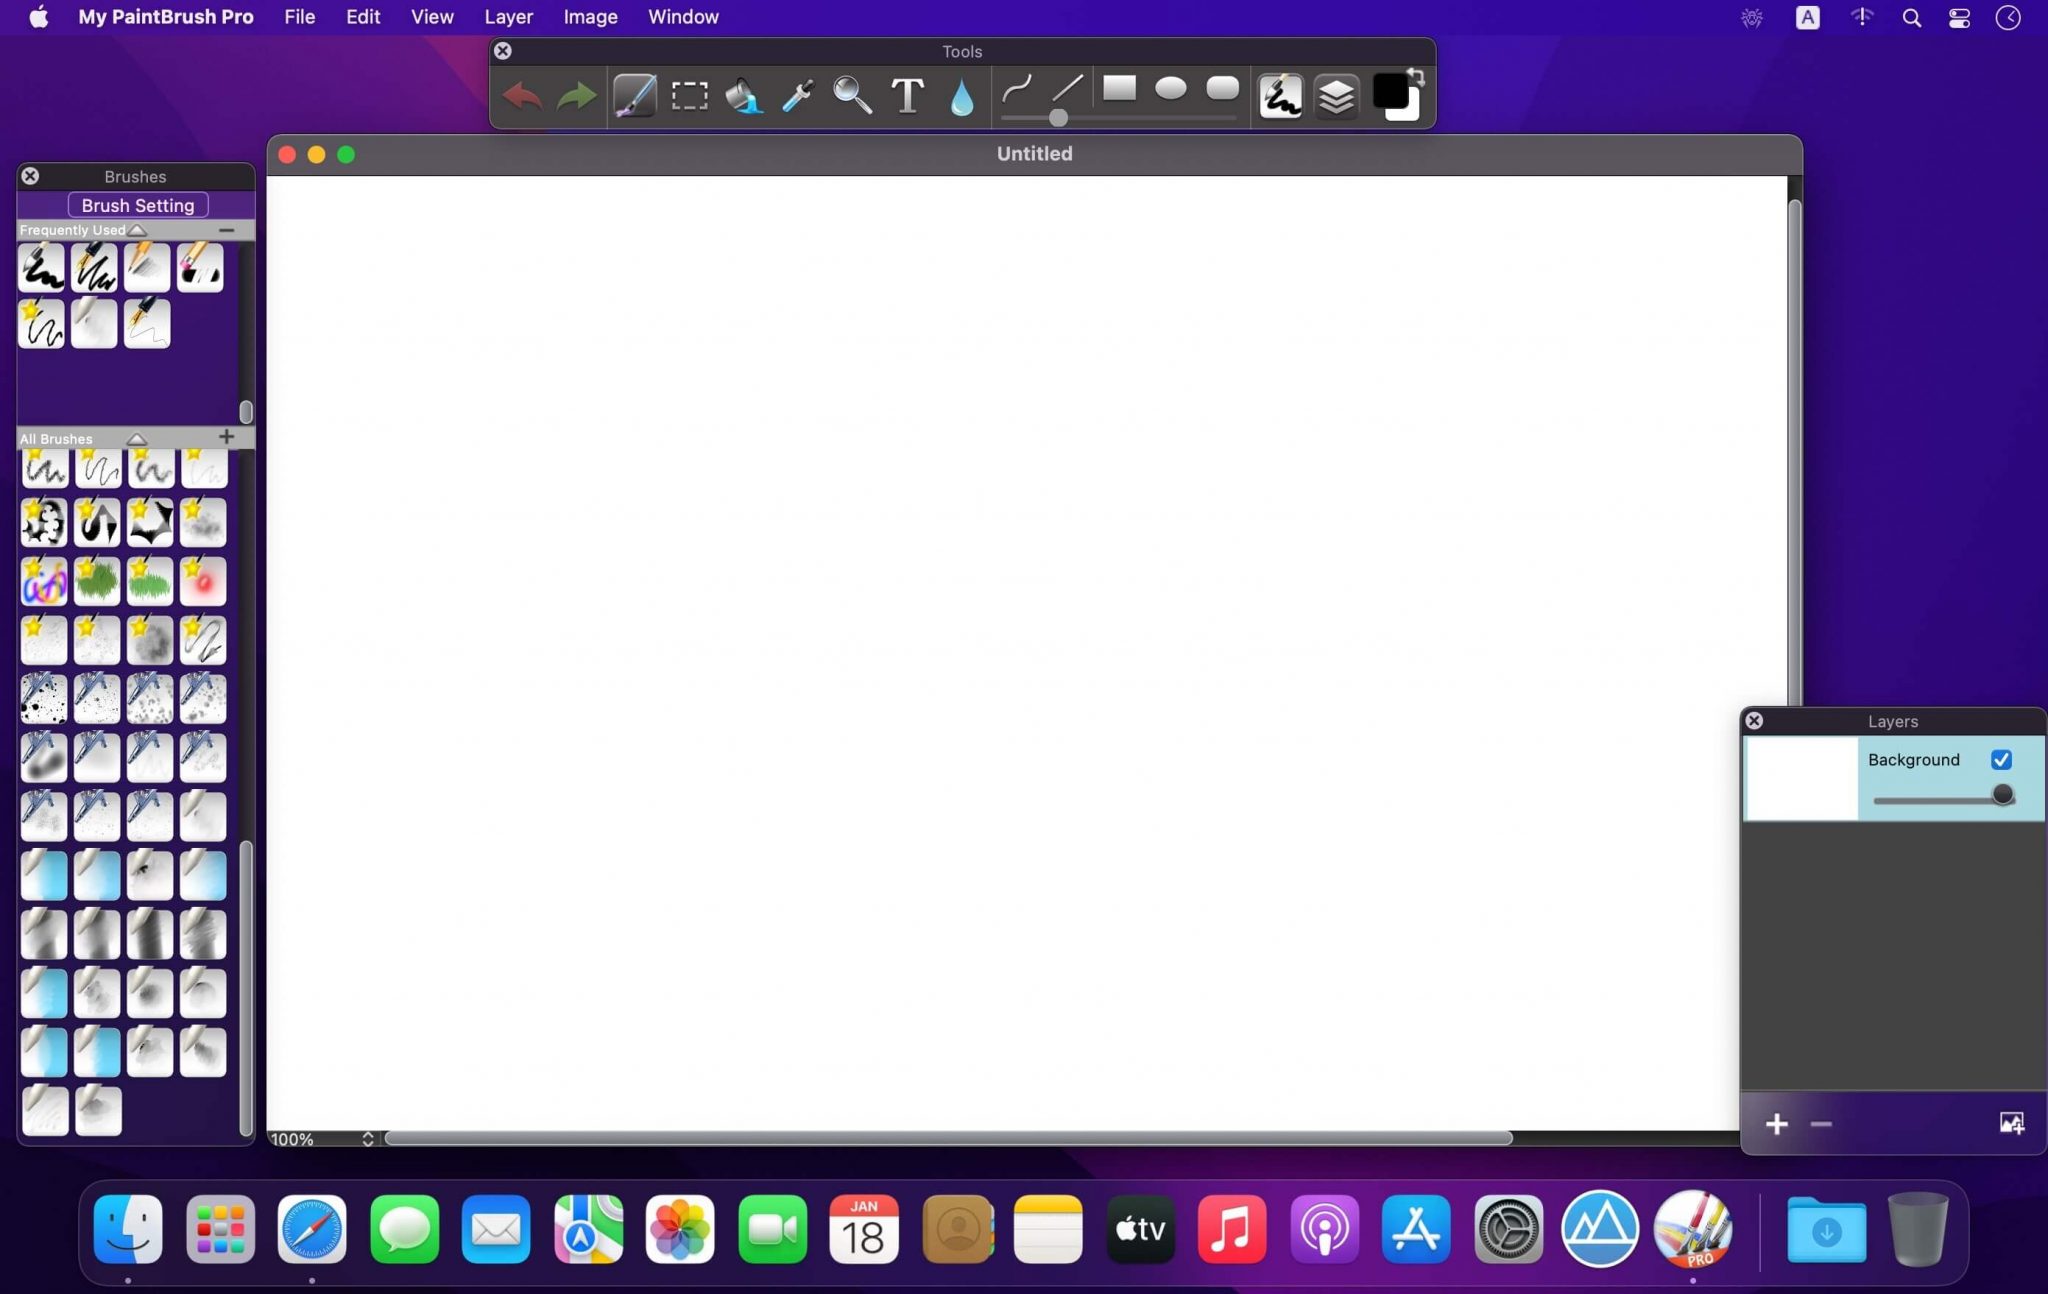 My PaintBrush Pro File Edit View Layer Image Window A
Tools
T
Untitled
Brushes
Brush Setting
Frequently Used
All Brushes
Layers
Background
100%
JAN
18
tv
PRO